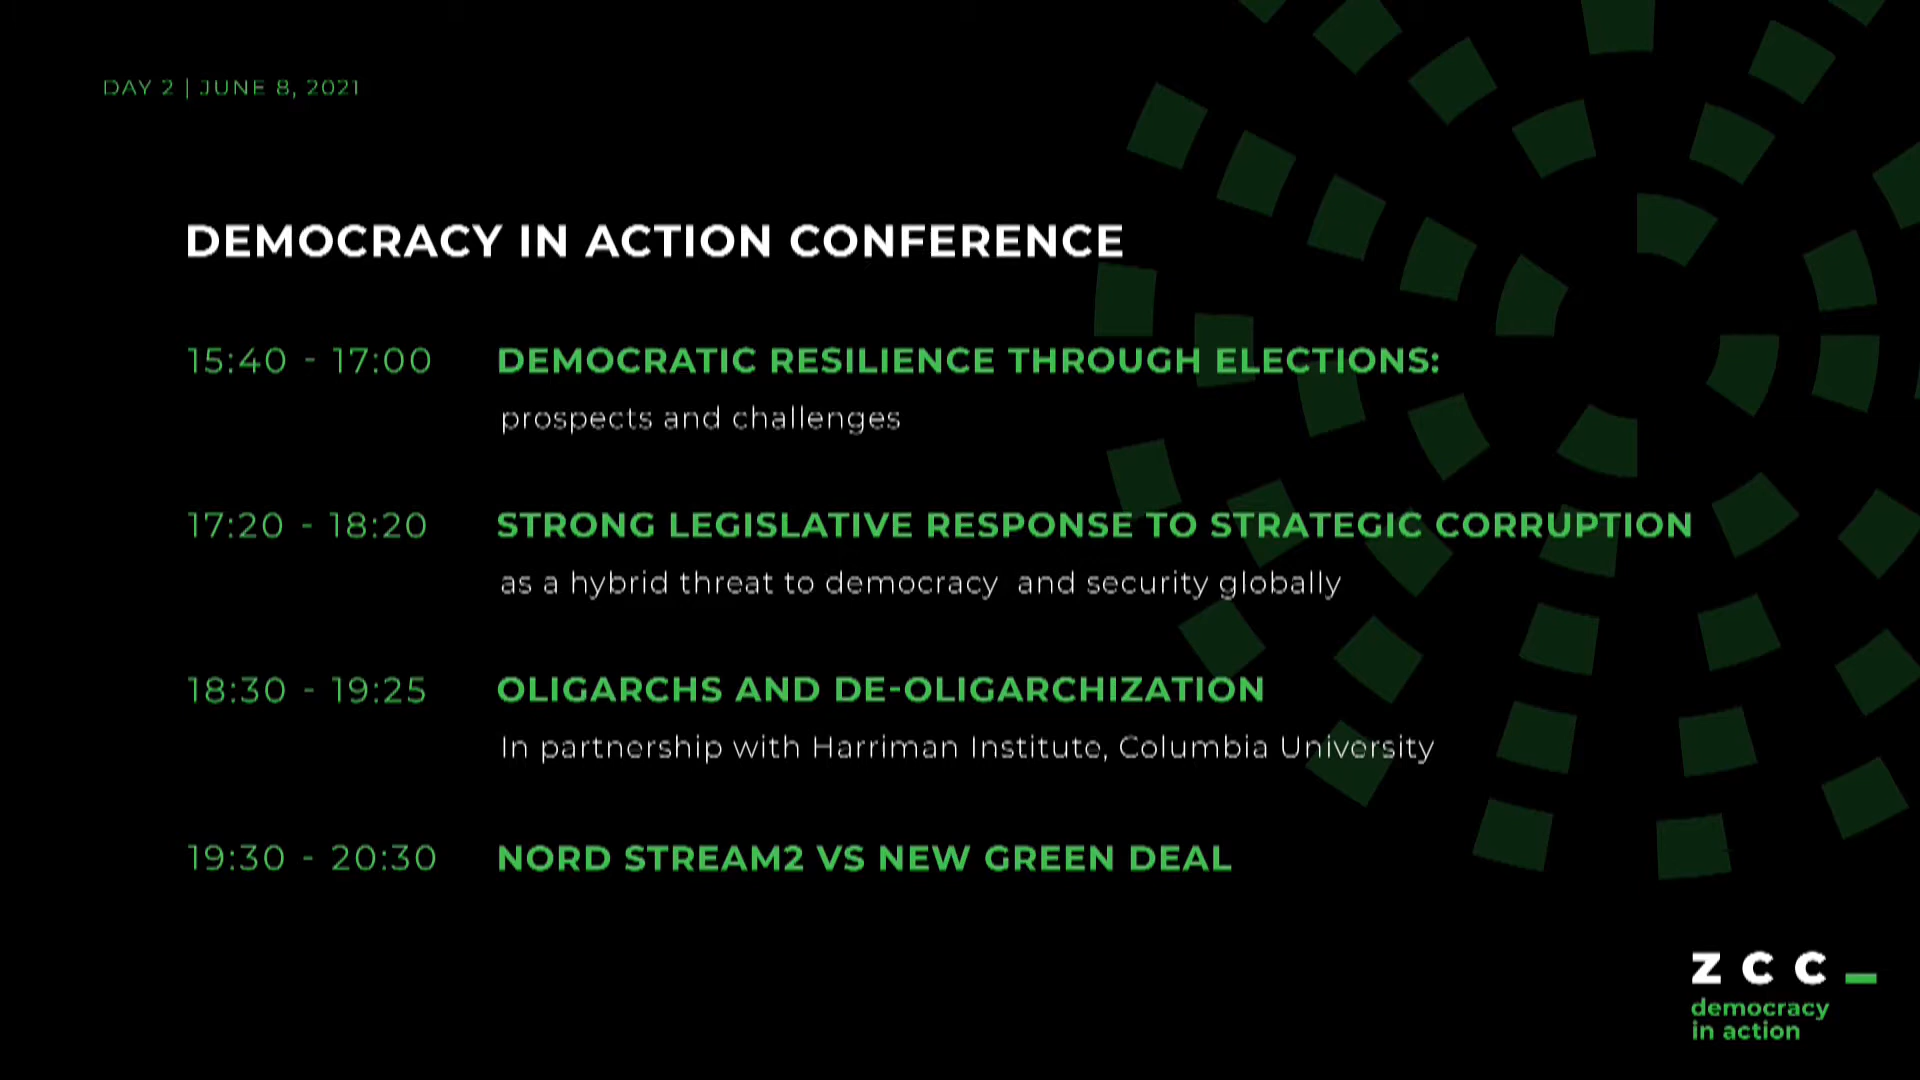 DAY 2 | JUNE 8, 2021
DEMOCRACY IN ACTION CONFERENCE
15:40 - 17:00 DEMOCRATIC RESILIENCE THROUGH ELECTIONS:
prospects and challenges
17:20 - 18:20 STRONG LEGISLATIVE RESPONSE TO STRATEGIC CORRUPTION
as a hybrid threat to democracy and security globally
18:30 - 19:25 OLIGARCHS AND DE-OLIGARCHIZATION
In partnership with Harriman Institute, Columbia University
19:30 - 20:30 NORD STREAM2 VS NEW GREEN DEAL
zcc_
democracy
in action